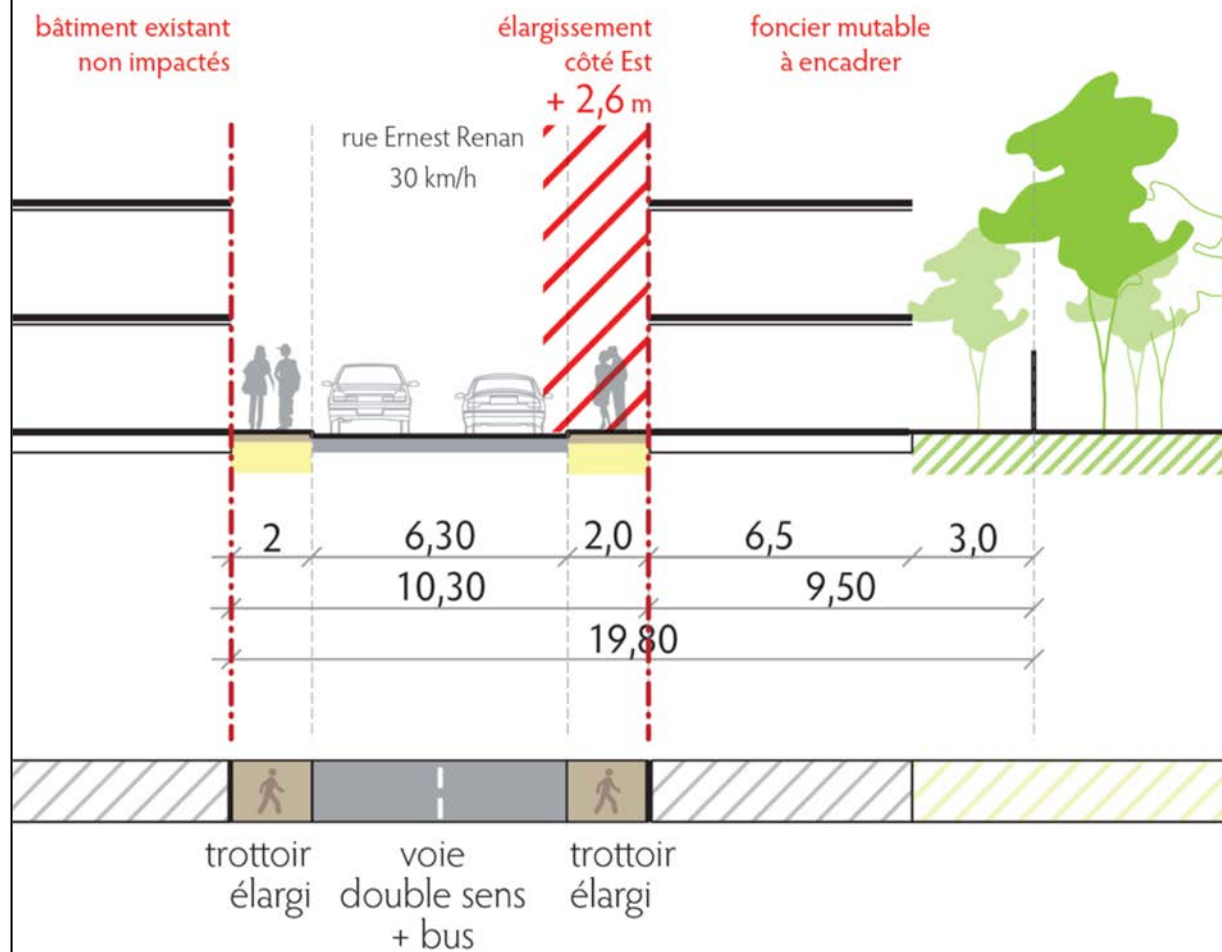 bâtiment existant
non impactés
élargissement
côté Est
+ 2,6 m
foncier mutable
à encadrer
rue Ernest Renan
30 km/h
2
6,30
2,0
6,5
3,0
10,30
9,50
19,80
trottoir
élargi
voie
double sens
+ bus
trottoir
élargi